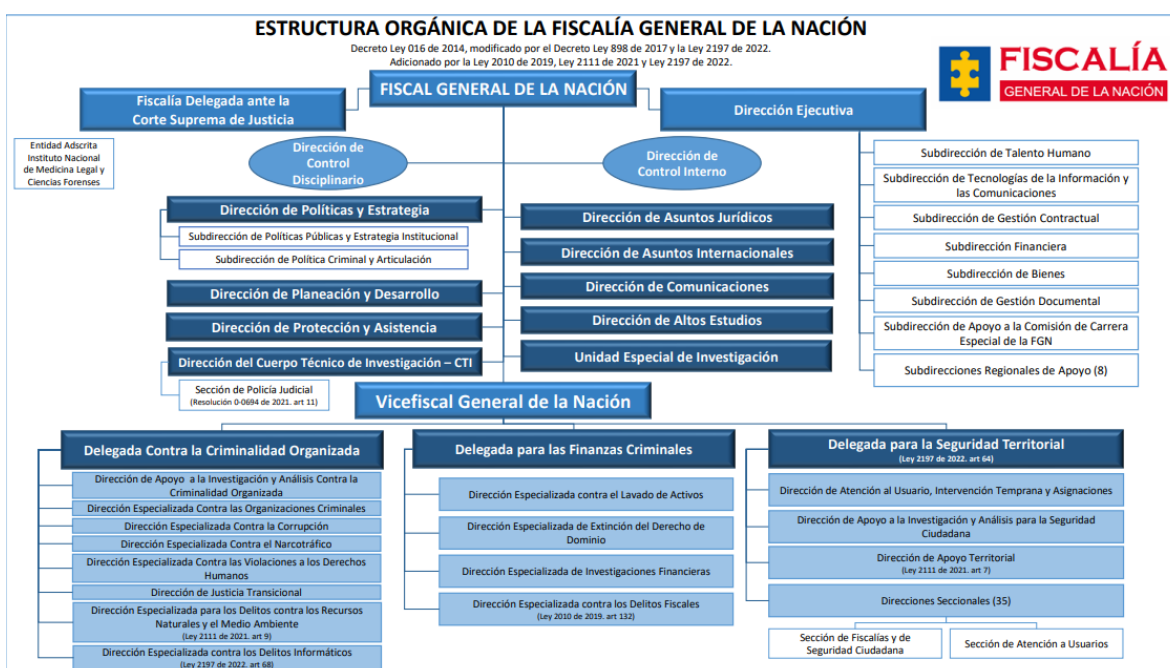 ESTRUCTURA ORGÁNICA DE LA FISCALÍA GENERAL DE LA NACIÓN
Decreto Ley 016 de 2014, modificado por el Decreto Ley 898 de 2017 y la Ley 2197 de 2022.
Adicionado por la Ley 2010 de 2019, Ley 2111 de 2021 y Ley 2197 de 2022.
FISCALÍA
GENERAL DE LA NACIÓN
FISCAL GENERAL DE LA NACIÓN
Fiscalía Delegada ante la
Corte Suprema de Justicia
Dirección Ejecutiva
Entidad Adscrita
Instituto Nacional
de Medicina Legal y
Ciencias Forenses
Dirección de
Control
Disciplinario
Dirección de
Control Interno
Subdirección de Talento Humano
Subdirección de Tecnologías de la Información y
las Comunicaciones
Subdirección de Gestión Contractual
Subdirección Financiera
Subdirección de Bienes
Subdirección de Gestión Documental
Subdirección de Apoyo a la Comisión de Carrera
Especial de la FGN
Subdirecciones Regionales de Apoyo (8)
Dirección de Políticas y Estrategia
Subdirección de Políticas Públicas y Estrategia Institucional
Subdirección de Política Criminal y Articulación
Dirección de Planeación y Desarrollo
Dirección de Protección y Asistencia
Dirección del Cuerpo Técnico de Investigación – CTI
Sección de Policía Judicial
(Resolución 0-0694 de 2021. art 11)
Dirección de Asuntos Jurídicos
Dirección de Asuntos Internacionales
Dirección de Comunicaciones
Dirección de Altos Estudios
Unidad Especial de Investigación
Vicefiscal General de la Nación
Delegada Contra la Criminalidad Organizada
Dirección de Apoyo a la Investigación y Análisis Contra la
Criminalidad Organizada
Dirección Especializada Contra las Organizaciones Criminales
Dirección Especializada Contra la Corrupción
Dirección Especializada Contra el Narcotráfico
Dirección Especializada Contra las Violaciones a los Derechos
Humanos
Dirección de Justicia Transicional
Dirección Especializada para los Delitos contra los Recursos
Naturales y el Medio Ambiente
(Ley 2111 de 2021. art 9)
Dirección Especializada contra los Delitos Informáticos
(Ley 2197 de 2022. art 68)
Delegada para las Finanzas Criminales
Dirección Especializada contra el Lavado de Activos
Dirección Especializada de Extinción del Derecho de
Dominio
Dirección Especializada de Investigaciones Financieras
Dirección Especializada contra los Delitos Fiscales
(Ley 2010 de 2019. art 132)
Delegada para la Seguridad Territorial
(Ley 2197 de 2022. art 64)
Dirección de Atención al Usuario, Intervención Temprana y Asignaciones
Dirección de Apoyo a la Investigación y Análisis para la Seguridad
Ciudadana
Dirección de Apoyo Territorial
(Ley 2111 de 2021. art 7)
Direcciones Seccionales (35)
Sección de Fiscalías y de
Seguridad Ciudadana
Sección de Atención a Usuarios